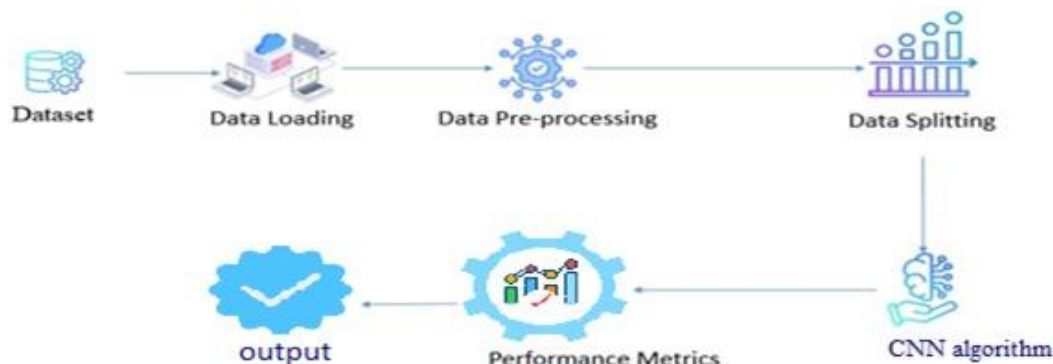 Dataset
Data Loading
Data Pre-processing
Data Splitting
output
Performance Metrics
CNN algorithm